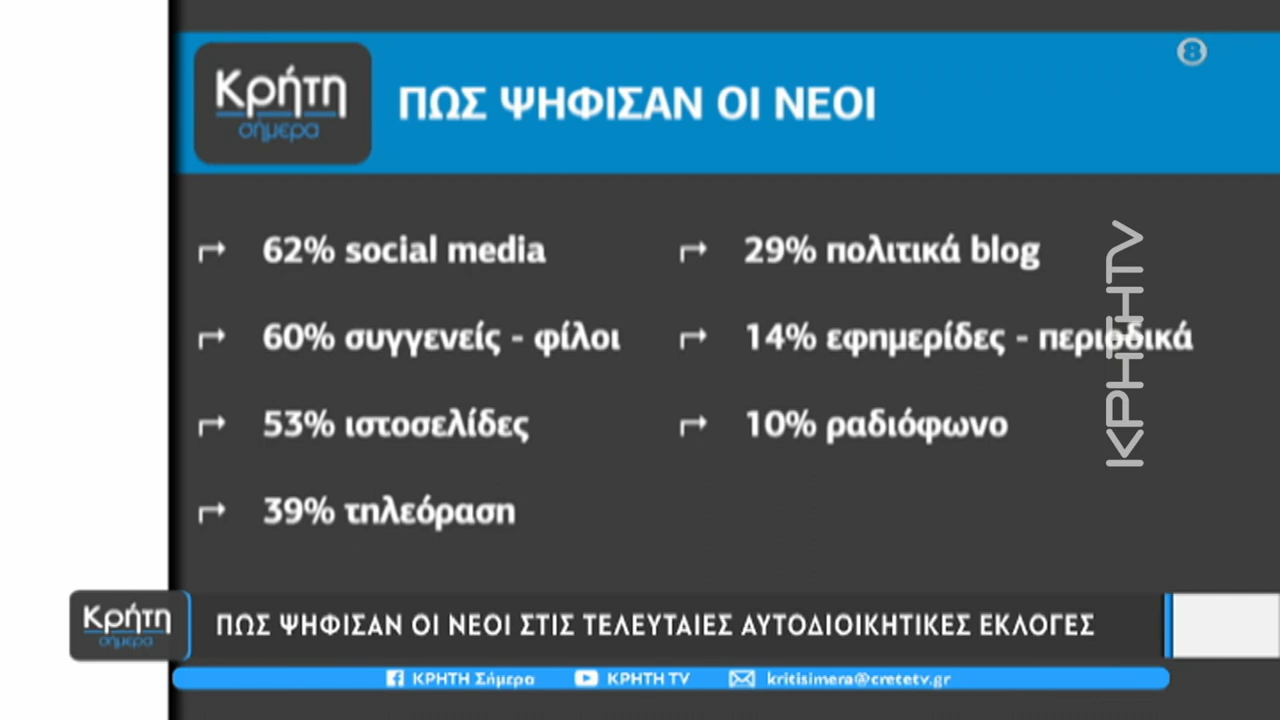 Κρήτη
σήμερα
ΠΩΣ ΨΗΦΙΣΑΝ ΟΙ ΝΕΟΙ
8
62% social media
60% συγγενείς - φίλοι
53% ιστοσελίδες
39% τηλεόραση
29% πολιτικά blog
14% εφημερίδες - περιοδικά
10% ραδιόφωνο
ΚΡΗΤΗTV
Κρήτη
σήμερα
ΠΩΣ ΨΗΦΙΣΑΝ ΟΙ ΝΕΟΙ ΣΤΙΣ ΤΕΛΕΥΤΑΙΕΣ ΑΥΤΟΔΙΟΙΚΗΤΙΚΕΣ ΕΚΛΟΓΕΣ
ΚΡΗΤΗ Σήμερα ΚΡΗΤΗ TV kritisimera@cretetv.gr